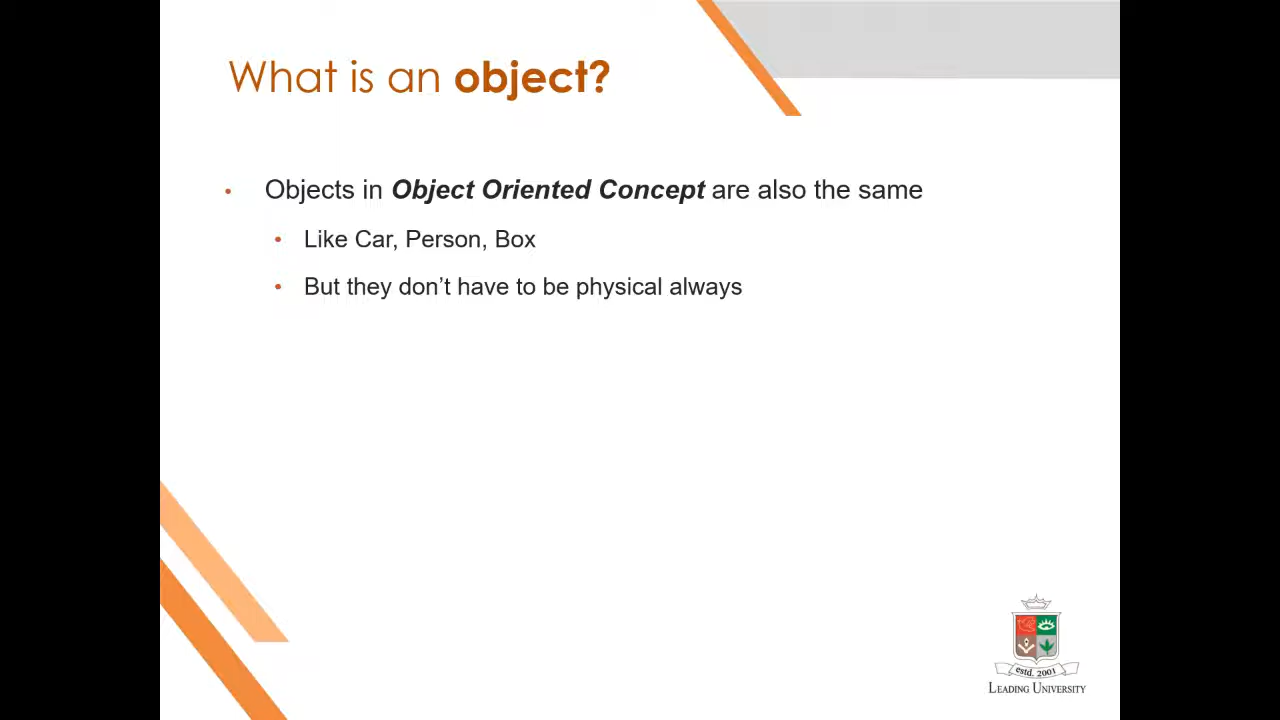 What is an object?
Objects in Object Oriented Concept are also the same
Like Car, Person, Box
But they don’t have to be physical always
estd. 2001
LEADING UNIVERSITY